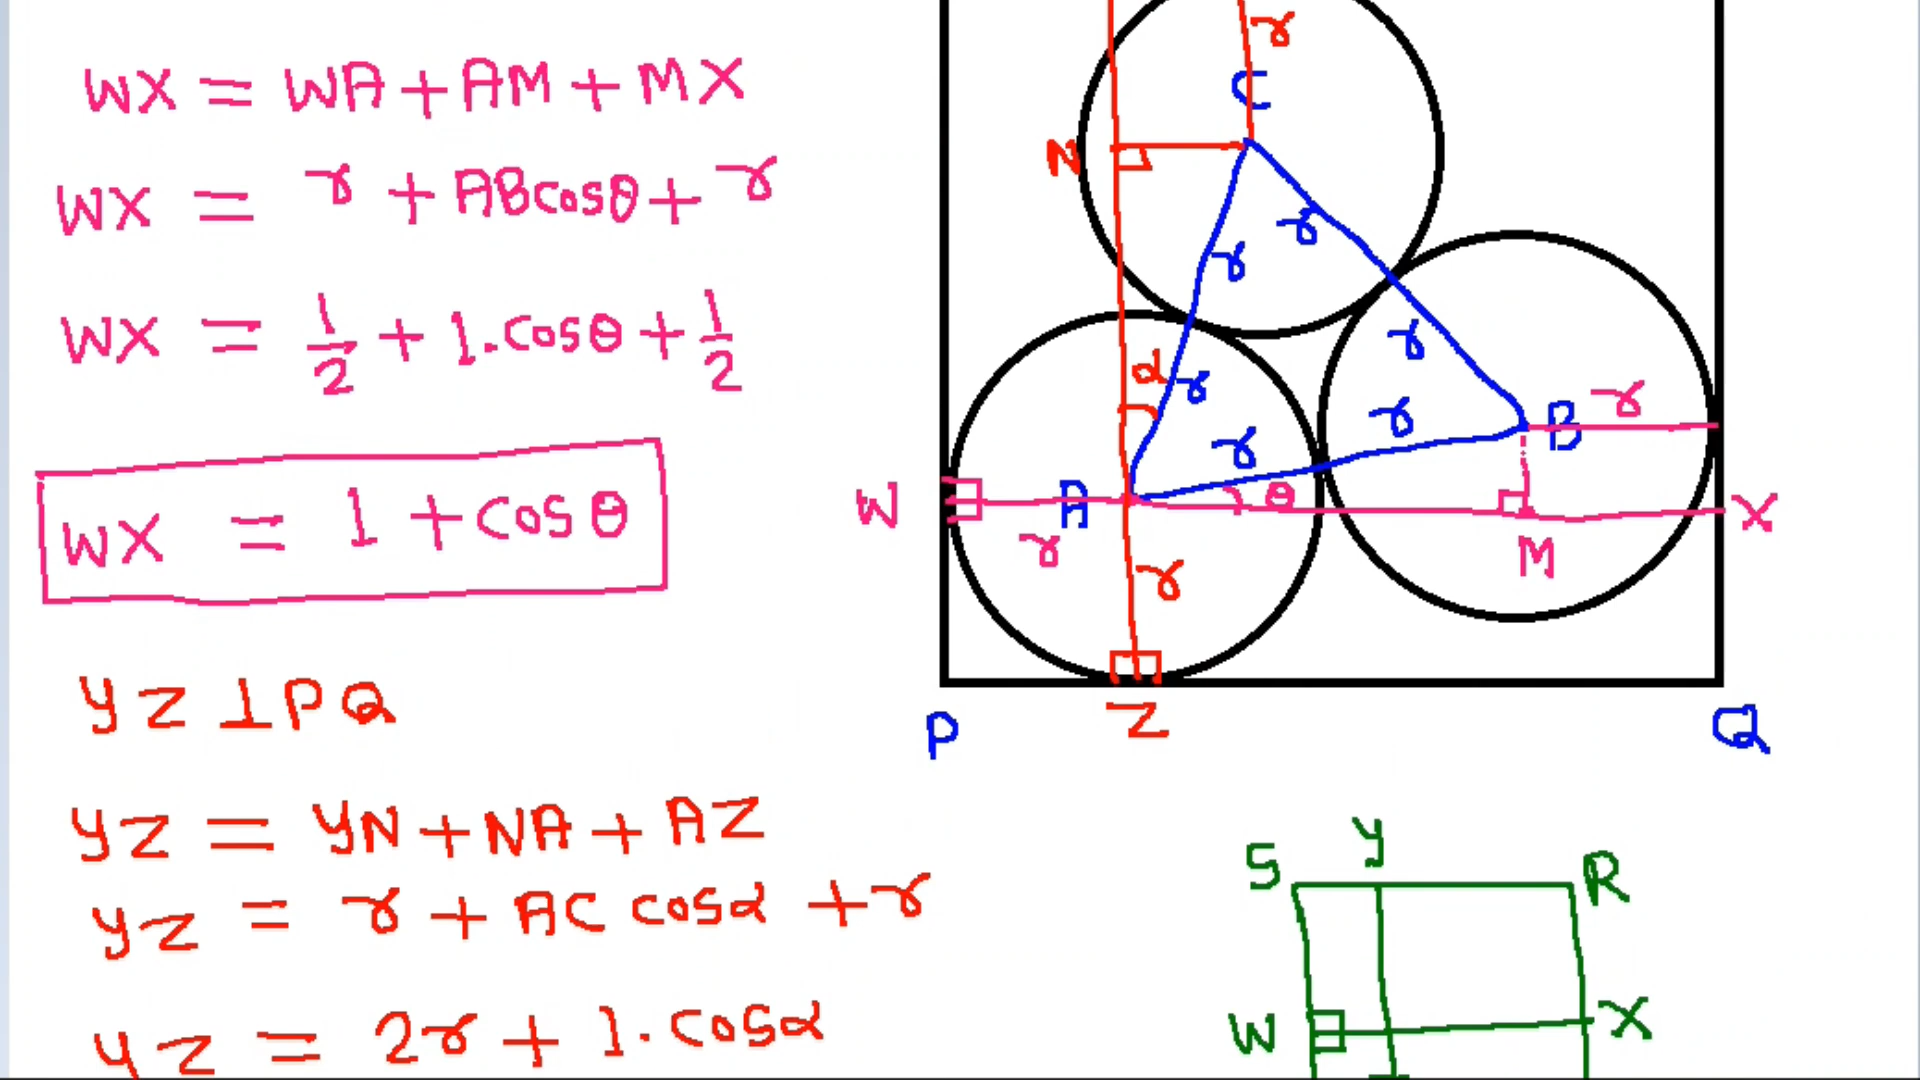 WX = WA + AM + MX
WX = r + ABcosθ + r
WX = 1/2 + 1.cosθ + 1/2
WX = 1 + cosθ
YZ ⊥ PQ
YZ = YN + NA + AZ
YZ = r + AC cosα + r
YZ = 2r + 1.cosα
r
C
N
r
r
r
α
r
r
r
B
r
W
A
θ
X
r
r
M
P
Z
Q
S
Y
R
W
X